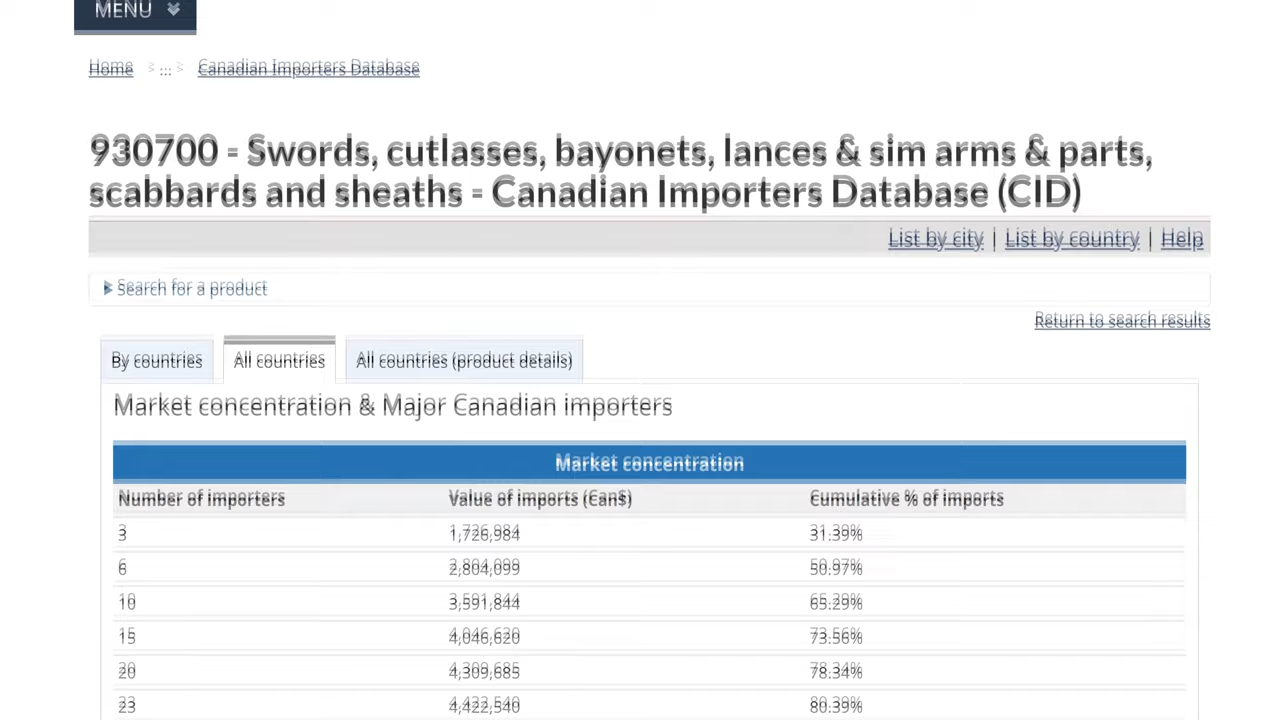 MENU
Home > ... > Canadian Importers Database
930700 - Swords, cutlasses, bayonets, lances & sim arms & parts,
scabbards and sheaths - Canadian Importers Database (CID)
List by city | List by country | Help
Search for a product
Return to search results
By countries All countries All countries (product details)
Market concentration & Major Canadian importers
Market concentration
Number of importers Value of imports (Can$) Cumulative % of imports
3 1,726,984 31.39%
6 2,804,099 50.97%
10 3,591,844 65.29%
15 4,046,620 73.56%
20 4,309,685 78.34%
23 4,422,540 80.39%